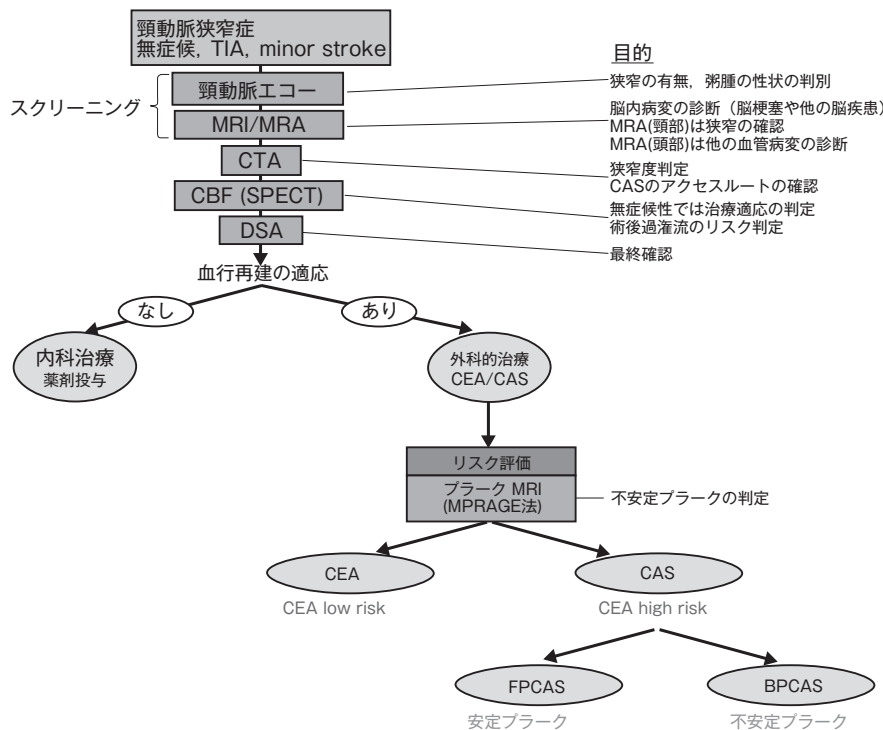 頸動脈狭窄症
無症候, TIA, minor stroke
目的
スクリーニング
頸動脈エコー
狭窄の有無，粥腫の性状の判別
MRI/MRA
脳内病変の診断（脳梗塞や他の脳疾患）
MRA(頸部)は狭窄の確認
MRA(頭部)は他の血管病変の診断
CTA
狭窄度判定
CASのアクセスルートの確認
CBF (SPECT)
無症候性では治療適応の判定
術後過潅流のリスク判定
DSA
最終確認
血行再建の適応
なし
あり
内科治療
薬剤投与
外科的治療
CEA/CAS
リスク評価
プラーク MRI
(MPRAGE法)
不安定プラークの判定
CEA
CAS
CEA low risk
CEA high risk
FPCAS
BPCAS
安定プラーク
不安定プラーク